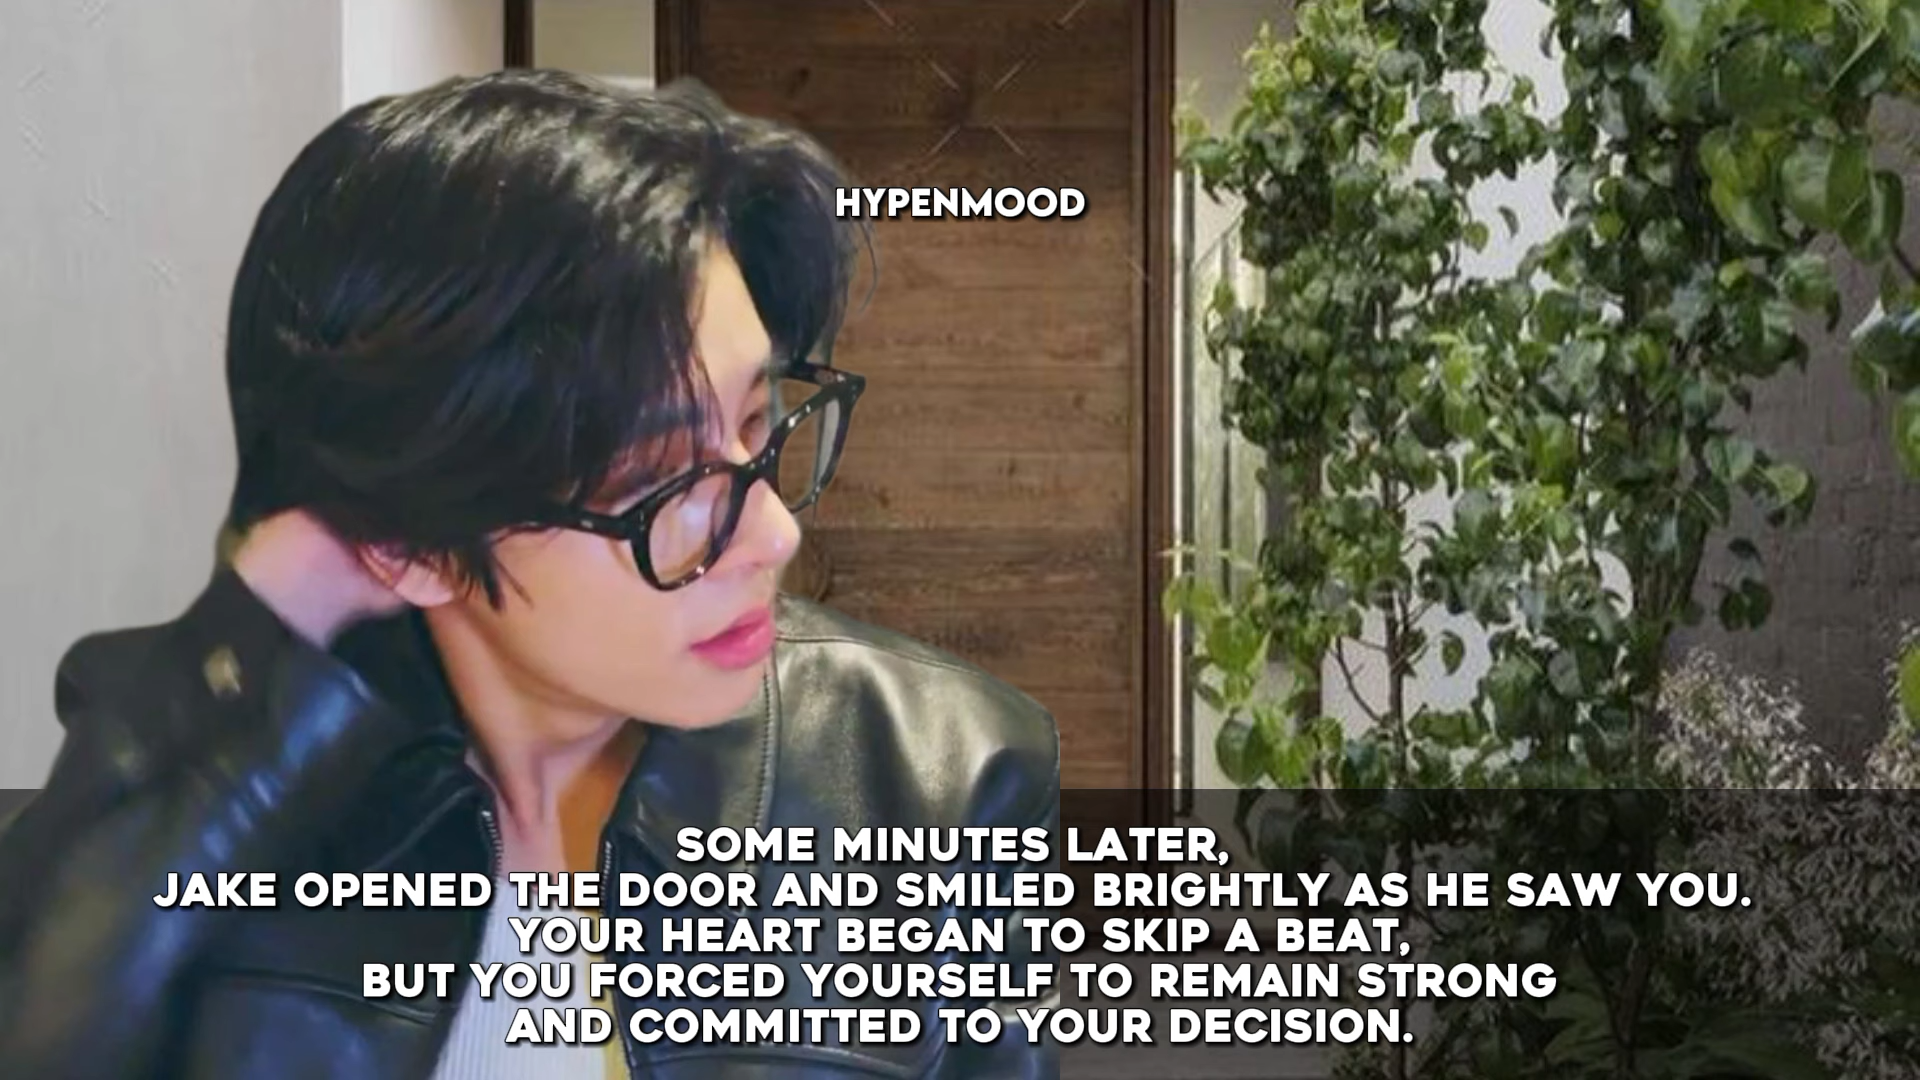 HYPENMOOD
SOME MINUTES LATER,
JAKE OPENED THE DOOR AND SMILED BRIGHTLY AS HE SAW YOU.
YOUR HEART BEGAN TO SKIP A BEAT,
BUT YOU FORCED YOURSELF TO REMAIN STRONG
AND COMMITTED TO YOUR DECISION.